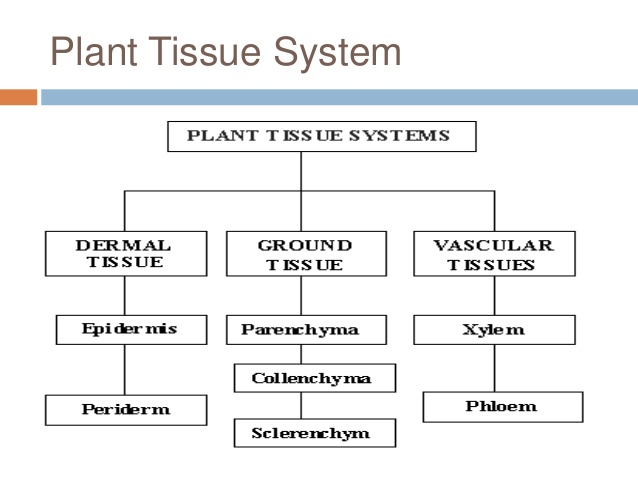 Plant Tissue System
PLANT TISSUE SYSTEMS
DERMAL
TISSUE
GROUND
TISSUE
VASCULAR
TISSUES
Epidermis
Parenchyma
Xylem
Collenchyma
Periderm
Phloem
Sclerenchym